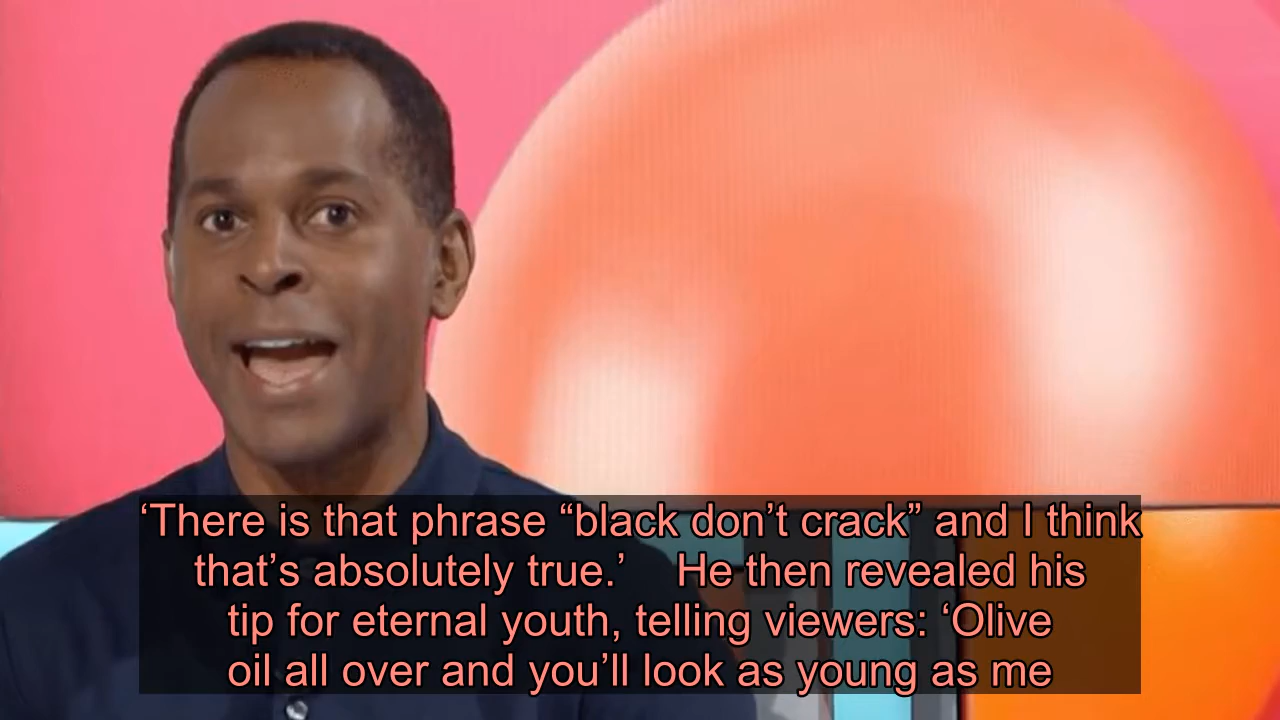 ‘There is that phrase “black don’t crack” and I think
that’s absolutely true.’ He then revealed his
tip for eternal youth, telling viewers: ‘Olive
oil all over and you’ll look as young as me